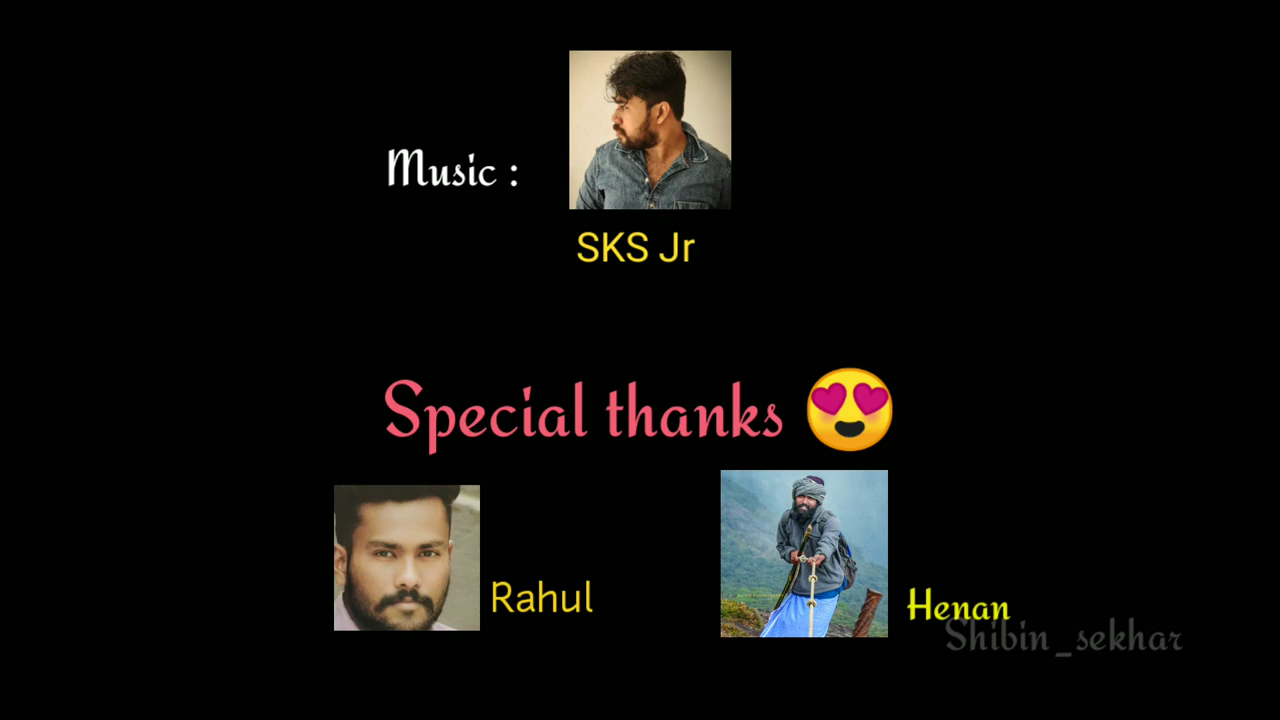 Music :
SKS Jr
Special thanks 😍
Rahul
Henan
Shibin_sekhar